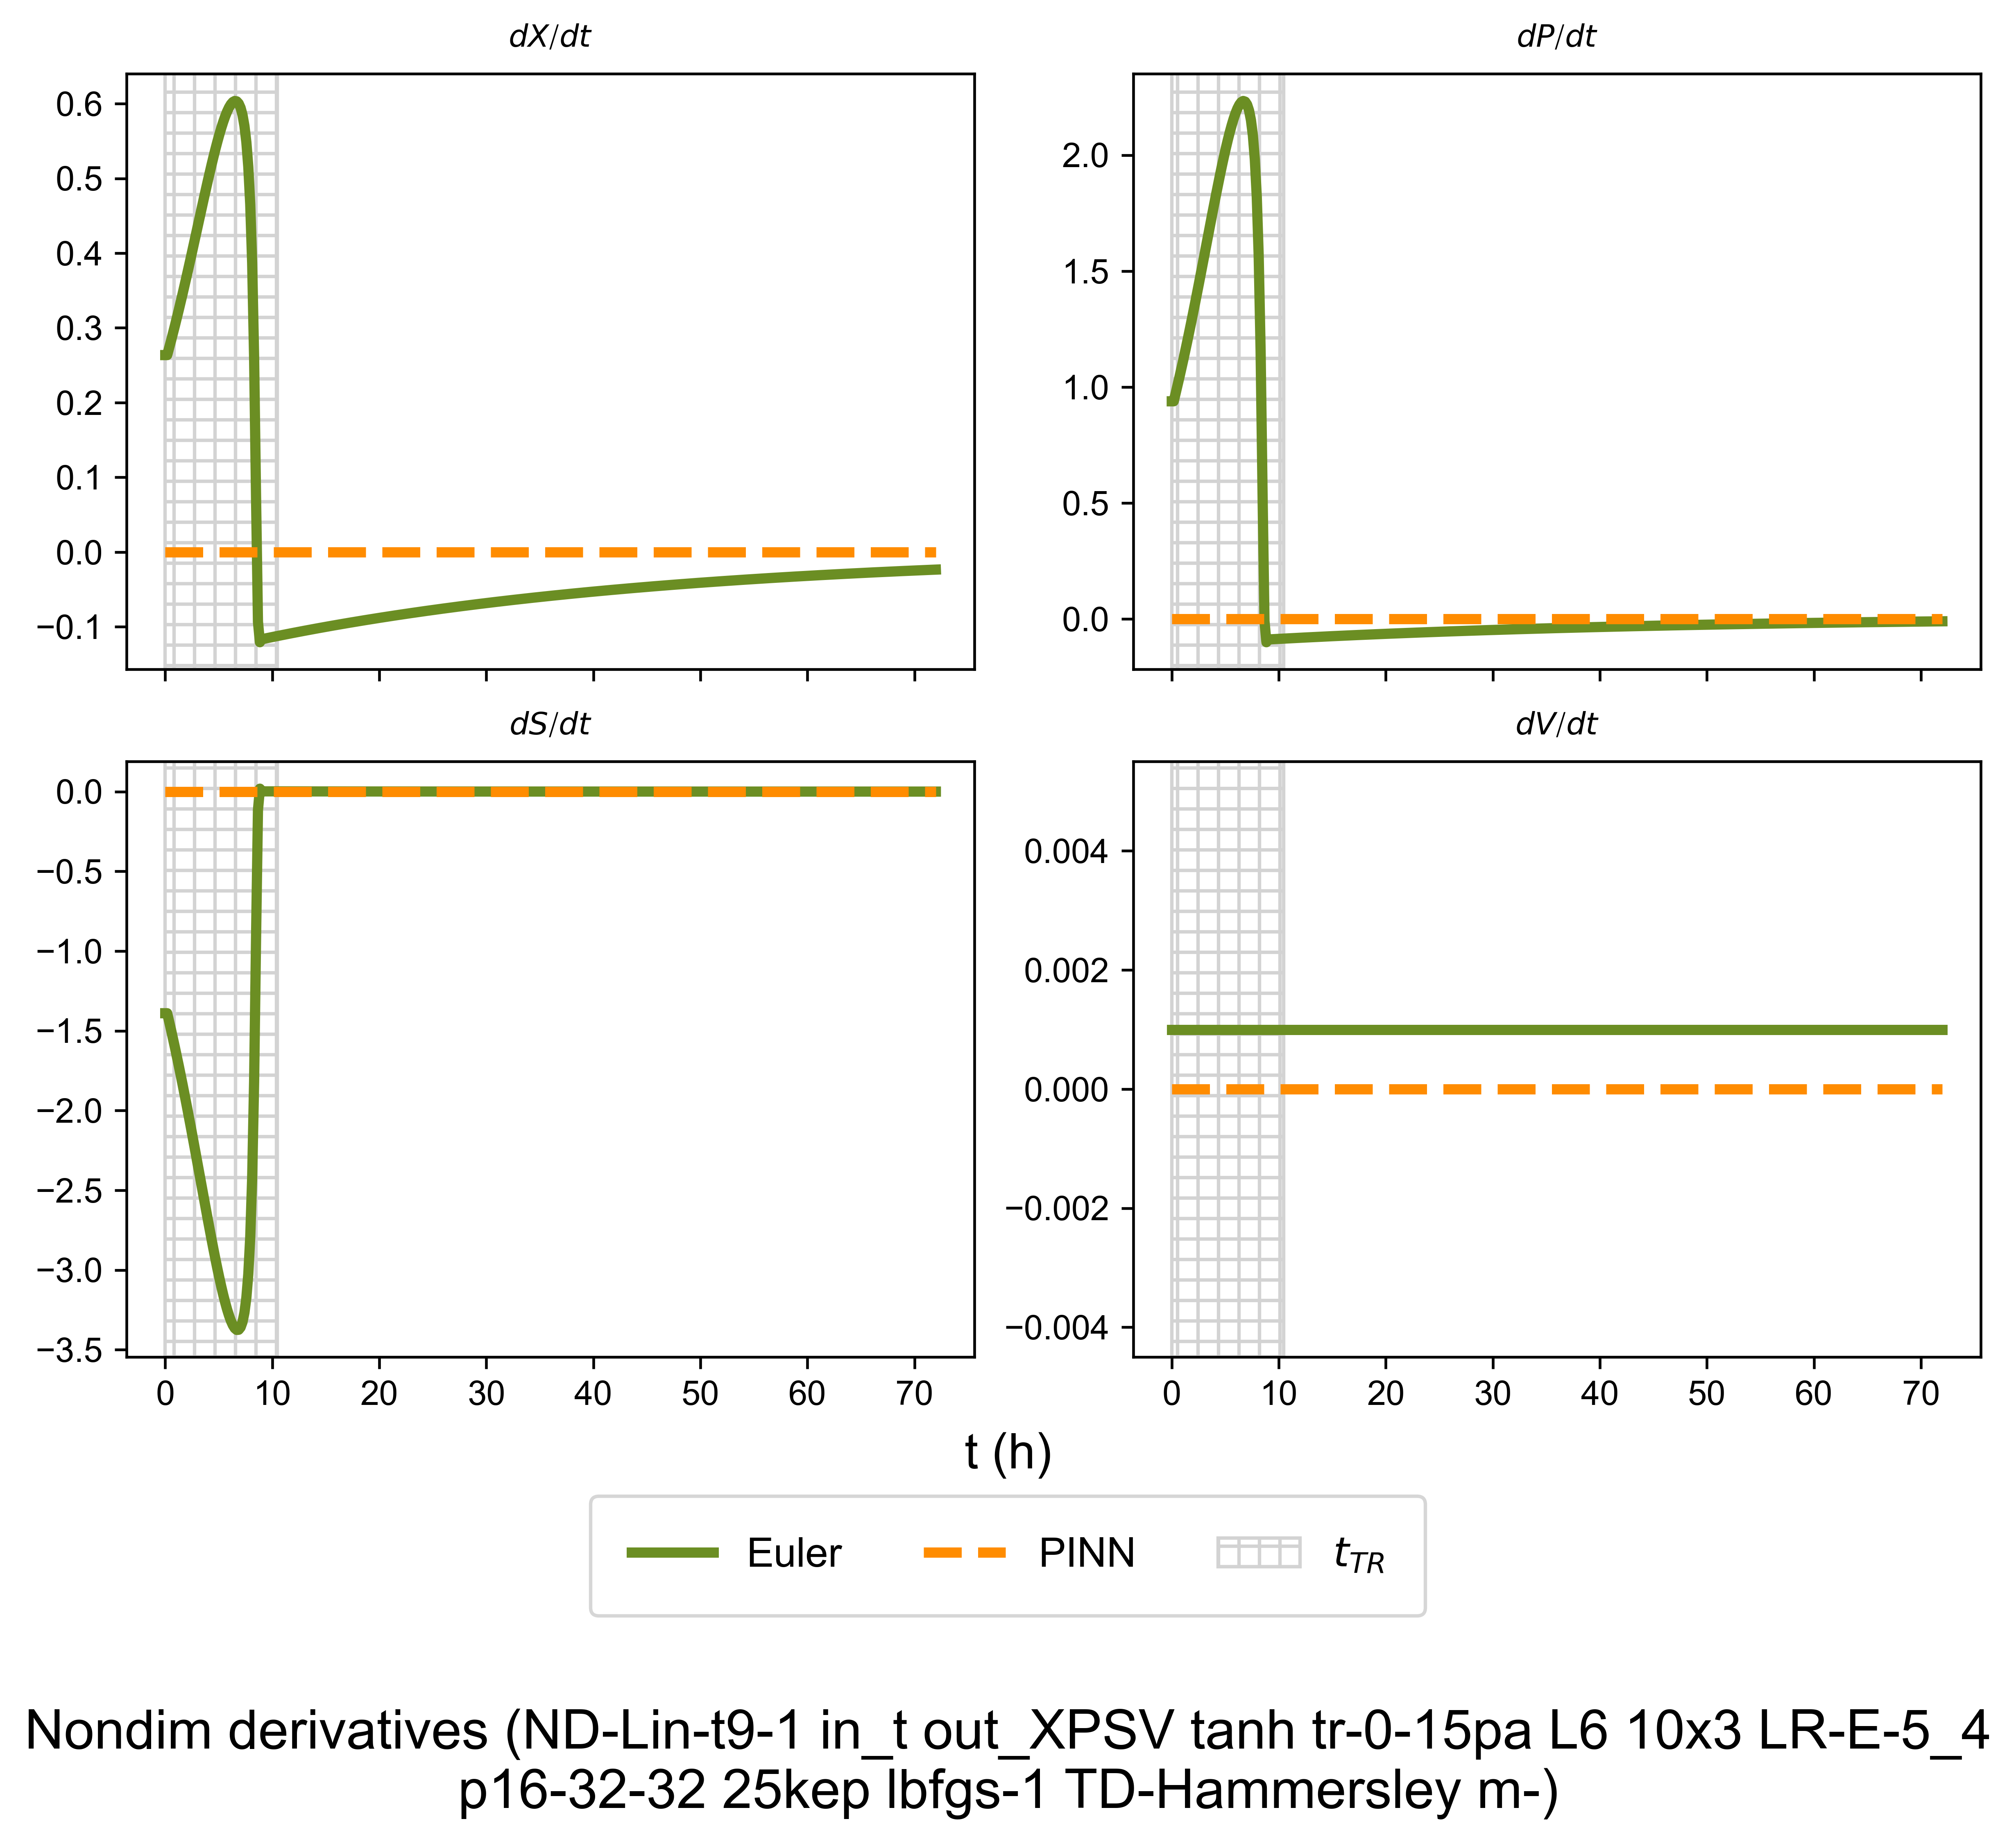 dX/dt
dP/dt
0.6
0.5
0.4
0.3
0.2
0.1
0.0
−0.1
2.0
1.5
1.0
0.5
0.0
dS/dt
dV/dt
0.0
−0.5
−1.0
−1.5
−2.0
−2.5
−3.0
−3.5
0 10 20 30 40 50 60 70
0.004
0.002
0.000
−0.002
−0.004
0 10 20 30 40 50 60 70
t (h)
Euler PINN t_TR
Nondim derivatives (ND-Lin-t9-1 in_t out_XPSV tanh tr-0-15pa L6 10x3 LR-E-5_4
p16-32-32 25kep lbfgs-1 TD-Hammersley m-)